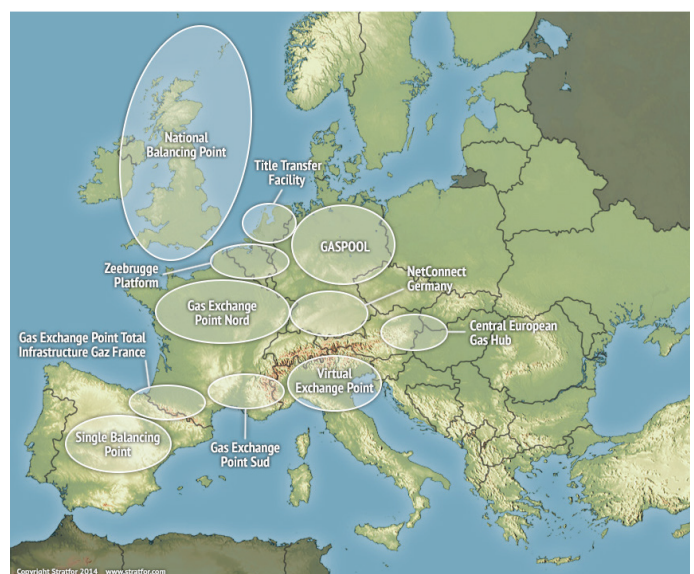 National
Balancing Point
Title Transfer
Facility
GASPOOL
Zeebrugge
Platform
NetConnect
Germany
Gas Exchange
Point Nord
Central European
Gas Hub
Gas Exchange Point Total
Infrastructure Gaz France
Virtual
Exchange Point
Single Balancing
Point
Gas Exchange
Point Sud
Copyright Stratfor 2014 www.stratfor.com